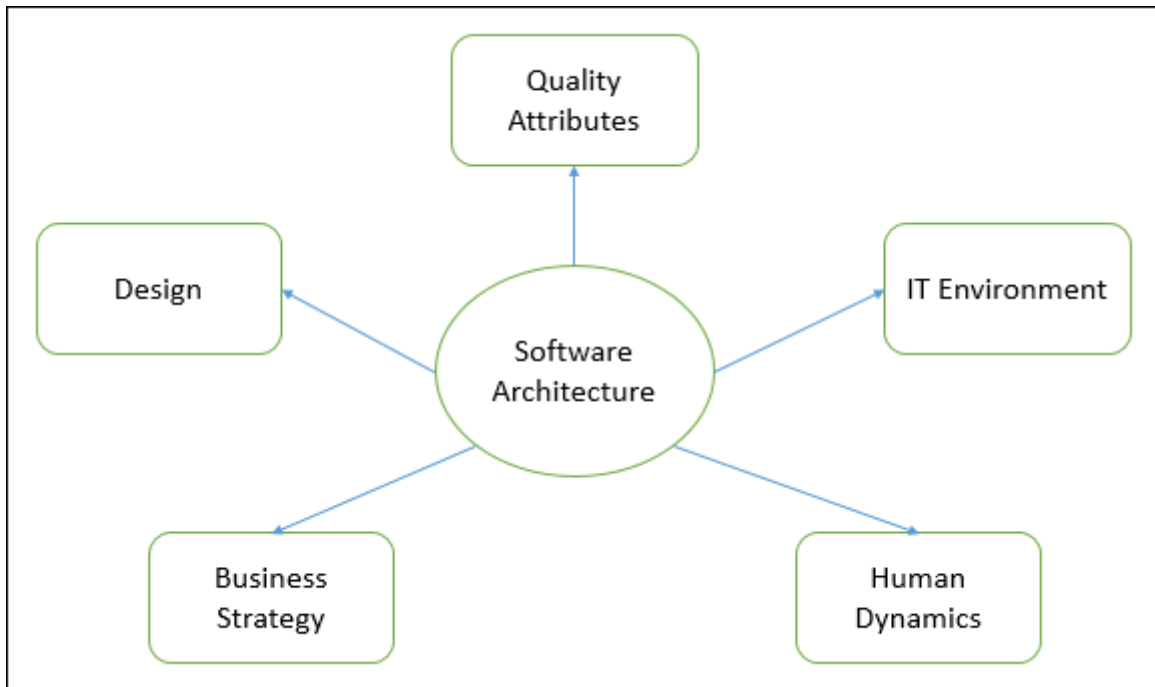 Quality
Attributes
Design
IT Environment
Software
Architecture
Business
Strategy
Human
Dynamics